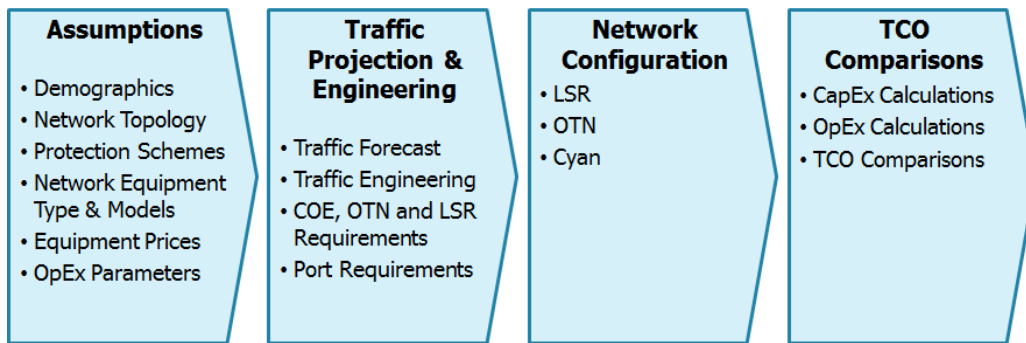 Assumptions
• Demographics
• Network Topology
• Protection Schemes
• Network Equipment
Type & Models
• Equipment Prices
• OpEx Parameters
Traffic
Projection &
Engineering
• Traffic Forecast
• Traffic Engineering
• COE, OTN and LSR
Requirements
• Port Requirements
Network
Configuration
• LSR
• OTN
• Cyan
TCO
Comparisons
• CapEx Calculations
• OpEx Calculations
• TCO Comparisons